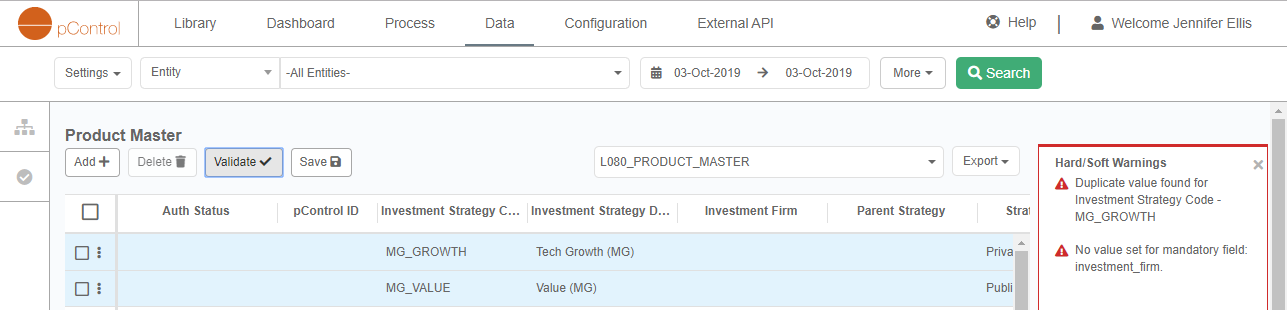 pControl Library Dashboard Process Data Configuration External API Help Welcome Jennifer Ellis
Settings Entity -All Entities- 03-Oct-2019 03-Oct-2019 More Search
Product Master
Add Delete Validate Save L080_PRODUCT_MASTER Export
Auth Status pControl ID Investment Strategy C... Investment Strategy D... Investment Firm Parent Strategy Strat
MG_GROWTH Tech Growth (MG) Priva
MG_VALUE Value (MG) Publi
Hard/Soft Warnings
Duplicate value found for
Investment Strategy Code -
MG_GROWTH
No value set for mandatory field:
investment_firm.